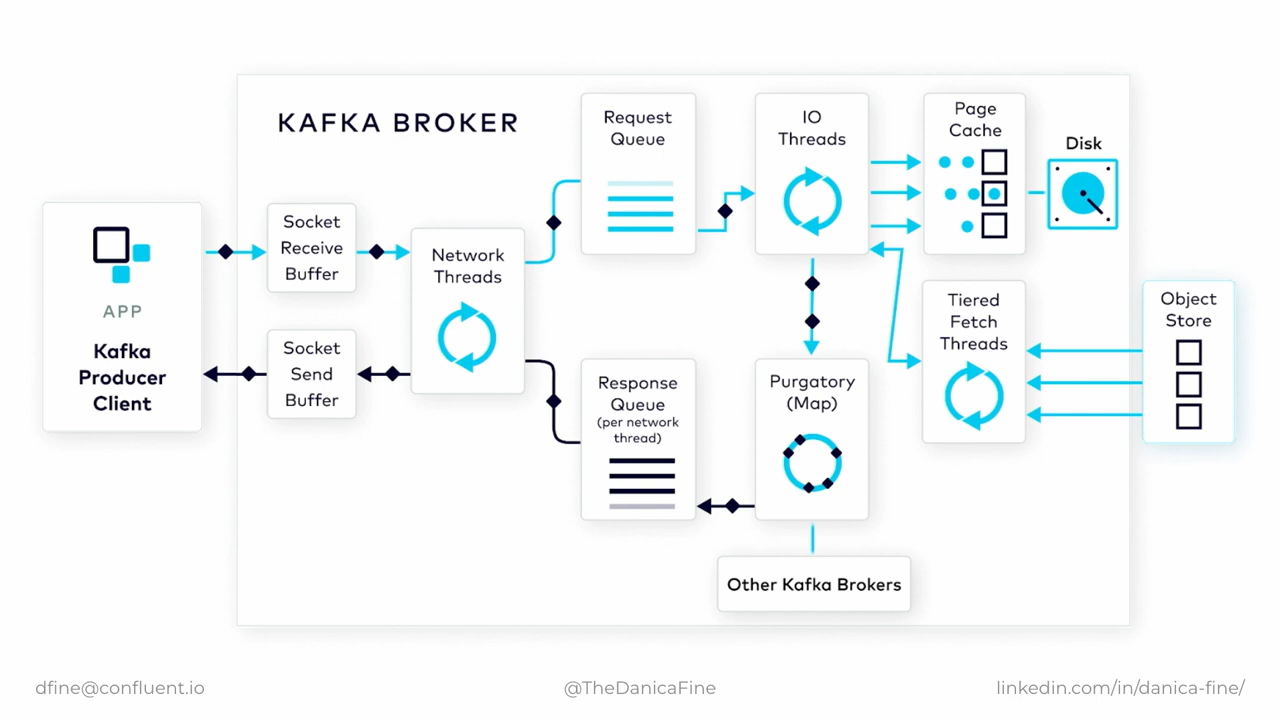 KAFKA BROKER
APP
Kafka
Producer
Client
Socket
Receive
Buffer
Socket
Send
Buffer
Network
Threads
Request
Queue
Response
Queue
(per network
thread)
IO
Threads
Purgatory
(Map)
Other Kafka Brokers
Page
Cache
Disk
Tiered
Fetch
Threads
Object
Store
dfine@confluent.io
@TheDanicaFine
linkedin.com/in/danica-fine/